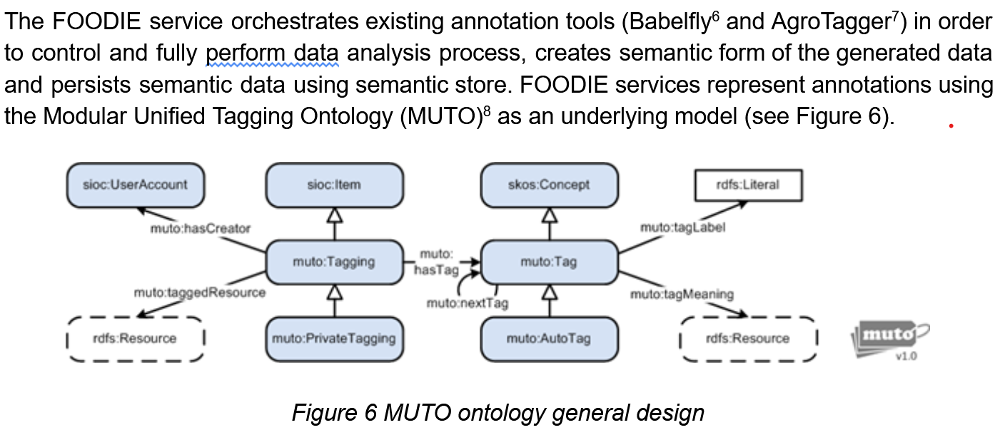 The FOODIE service orchestrates existing annotation tools (Babelfly⁶ and AgroTagger⁷) in order
to control and fully perform data analysis process, creates semantic form of the generated data
and persists semantic data using semantic store. FOODIE services represent annotations using
the Modular Unified Tagging Ontology (MUTO)⁸ as an underlying model (see Figure 6).
sioc:UserAccount
sioc:Item
skos:Concept
rdfs:Literal
muto:hasCreator
muto:tagLabel
muto:Tagging
muto:
hasTag
muto:Tag
muto:taggedResource
muto:nextTag
muto:tagMeaning
rdfs:Resource
muto:PrivateTagging
muto:AutoTag
rdfs:Resource
muto
v1.0
Figure 6 MUTO ontology general design